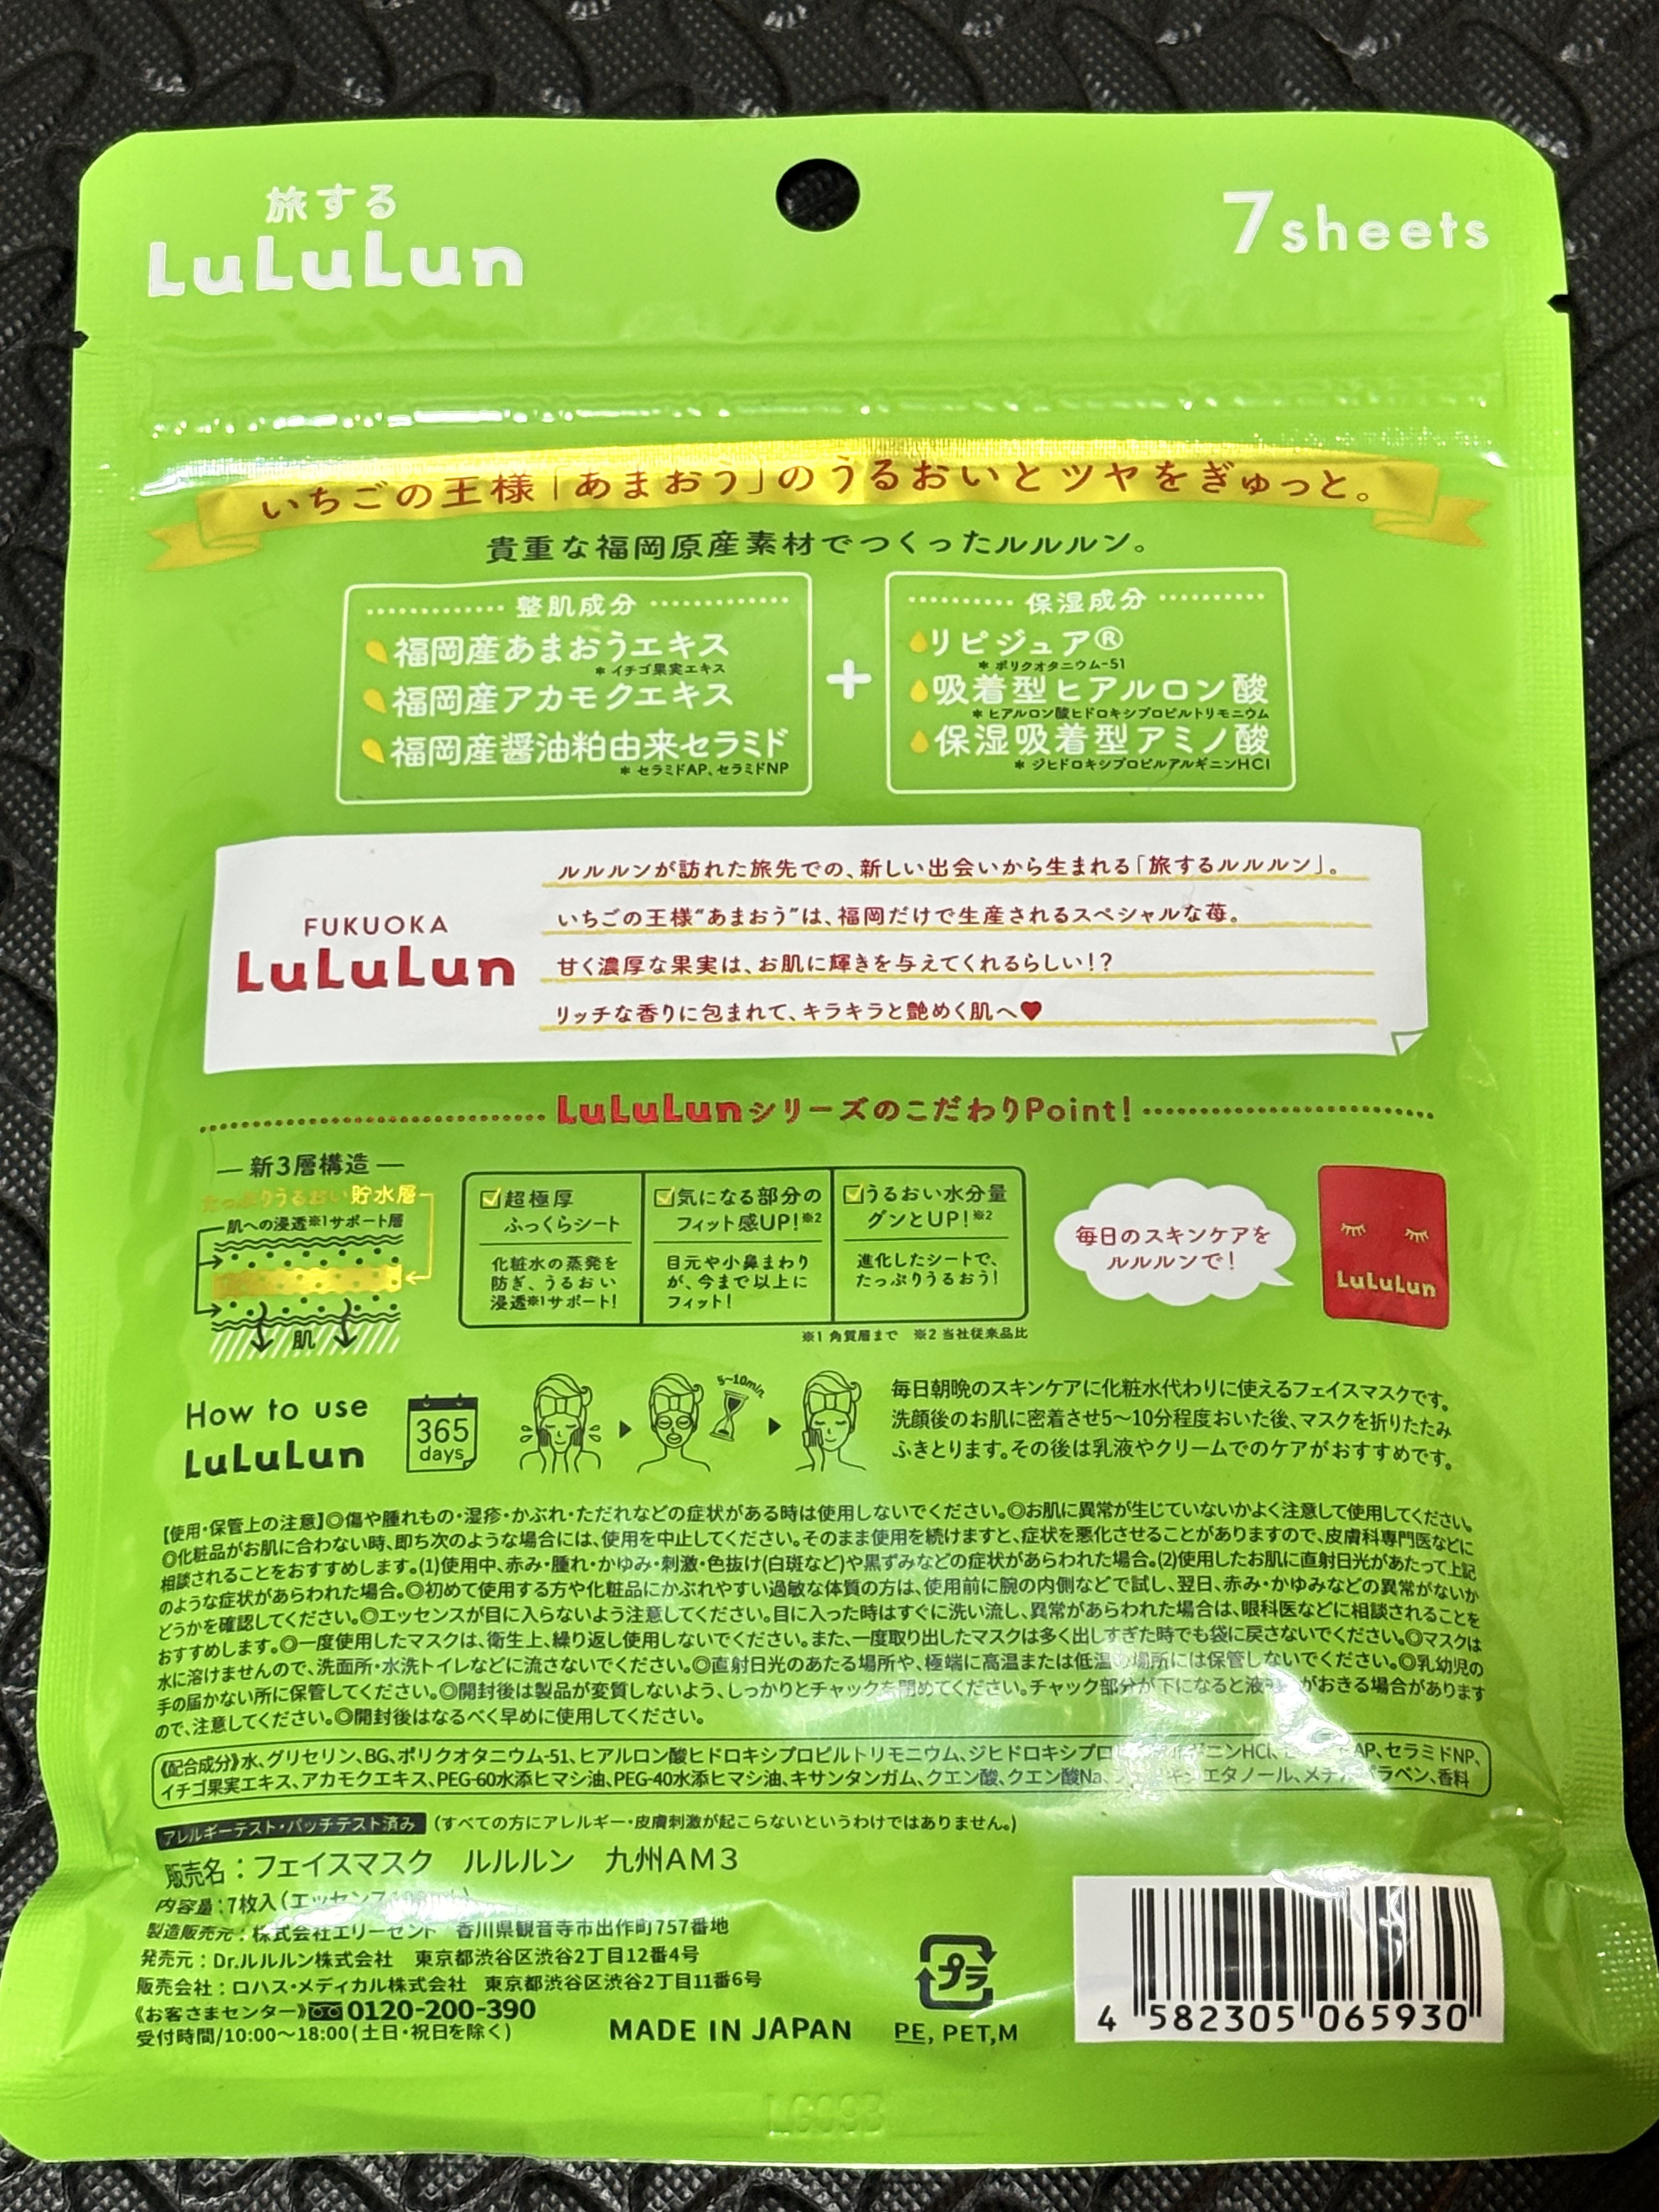 旅する
LuLuLun
7sheets
いちごの王様「あまおう」のうるおいとツヤをぎゅっと。
貴重な福岡原産素材でつくったルルルン。
整肌成分
福岡産あまおうエキス
＊イチゴ果実エキス
福岡産アカモクエキス
福岡産醤油粕由来セラミド
＊セラミドAP、セラミドNP
+
保湿成分
リピジュア®
＊ポリクオタニウム-51
吸着型ヒアルロン酸
＊ヒアルロン酸ヒドロキシプロピルトリモニウム
保湿吸着型アミノ酸
＊ジヒドロキシプロピルアルギニンHCl
FUKUOKA
LuLuLun
ルルルンが訪れた旅先での、新しい出会いから生まれる「旅するルルルン」。
いちごの王様“あまおう”は、福岡だけで生産されるスペシャルな苺。
甘く濃厚な果実は、お肌に輝きを与えてくれるらしい!?
リッチな香りに包まれて、キラキラと艶めく肌へ♥
LuLuLunシリーズのこだわりPoint!
新3層構造
たっぷりうるおい貯水層
肌への浸透※1サポート層
肌
超極厚
ふっくらシート
化粧水の蒸発を
防ぎ、うるおい
浸透※1サポート!
気になる部分の
フィット感UP!※2
目元や小鼻まわり
が、今まで以上に
フィット!
うるおい水分量
グンとUP!※2
進化したシートで、
たっぷりうるおう!
※1 角質層まで ※2 当社従来品比
毎日のスキンケアを
ルルルンで!
LuLuLun
How to use
LuLuLun
365
days
5~10min.
毎日朝晩のスキンケアに化粧水代わりに使えるフェイスマスクです。
洗顔後のお肌に密着させ5〜10分程度おいた後、マスクを折りたたみ
ふきとります。その後は乳液やクリームでのケアがおすすめです。
【使用・保管上の注意】◎傷や腫れもの・湿疹・かぶれ・ただれなどの症状がある時は使用しないでください。◎お肌に異常が生じていないかよく注意して使用してください。
◎化粧品がお肌に合わない時、即ち次のような場合には、使用を中止してください。そのまま使用を続けますと、症状を悪化させることがありますので、皮膚科専門医などに
相談されることをおすすめします。(1)使用中、赤み・腫れ・かゆみ・刺激・色抜け(白斑など)や黒ずみなどの症状があらわれた場合。(2)使用したお肌に直射日光があたって上記
のような症状があらわれた場合。◎初めて使用する方や化粧品にかぶれやすい過敏な体質の方は、使用前に腕の内側などで試し、翌日、赤み・かゆみなどの異常がないか
どうかを確認してください。◎エッセンスが目に入らないよう注意してください。目に入った時はすぐに洗い流し、異常があらわれた場合は、眼科医などに相談されることを
おすすめします。◎一度使用したマスクは、衛生上、繰り返し使用しないでください。また、一度取り出したマスクは多く出しすぎた時でも袋に戻さないでください。◎マスクは
水に溶けませんので、洗面所・水洗トイレなどに流さないでください。◎直射日光のあたる場所や、極端に高温または低温の場所には保管しないでください。◎乳幼児の
手の届かない所に保管してください。◎開封後は製品が変質しないよう、しっかりとチャックを閉めてください。チャック部分が下になると液 がおきる場合があります
ので、注意してください。◎開封後はなるべく早めに使用してください。
《配合成分》水、グリセリン、BG、ポリクオタニウム-51、ヒアルロン酸ヒドロキシプロピルトリモニウム、ジヒドロキシプロ ニンHCl、 AP、セラミドNP、
イチゴ果実エキス、アカモクエキス、PEG-60水添ヒマシ油、PEG-40水添ヒマシ油、キサンタンガム、クエン酸、クエン酸Na、 エタノール、メチルパラベン、香料
アレルギーテスト・パッチテスト済み (すべての方にアレルギー・皮膚刺激が起こらないというわけではありません。)
販売名：フェイスマスク ルルルン 九州AM3
内容量：7枚入(エッセンス
製造販売元：株式会社エリーセント 香川県観音寺市出作町757番地
発売元：Dr.ルルルン株式会社 東京都渋谷区渋谷2丁目12番4号
販売会社：ロハス・メディカル株式会社 東京都渋谷区渋谷2丁目11番6号
《お客さまセンター》0120-200-390
受付時間/10:00〜18:00(土日・祝日を除く)
MADE IN JAPAN
プラ
PE, PET,M
4 582305 065930
LG09B